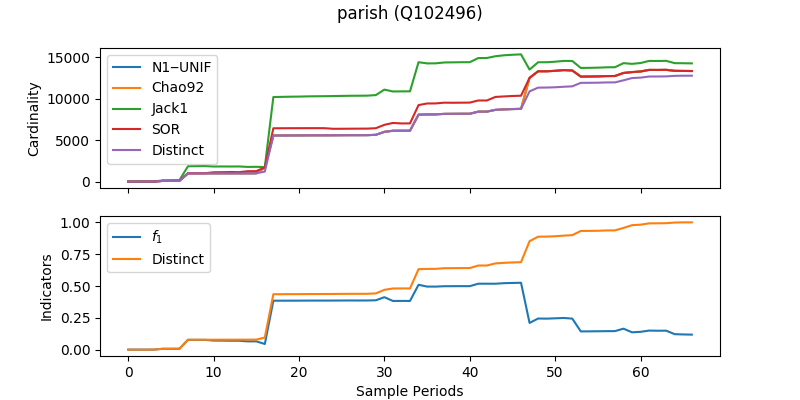 parish (Q102496)
15000
10000
5000
0
Cardinality
N1‒UNIF
Chao92
Jack1
SOR
Distinct
1.00
0.75
0.50
0.25
0.00
Indicators
f1
Distinct
0 10 20 30 40 50 60
Sample Periods